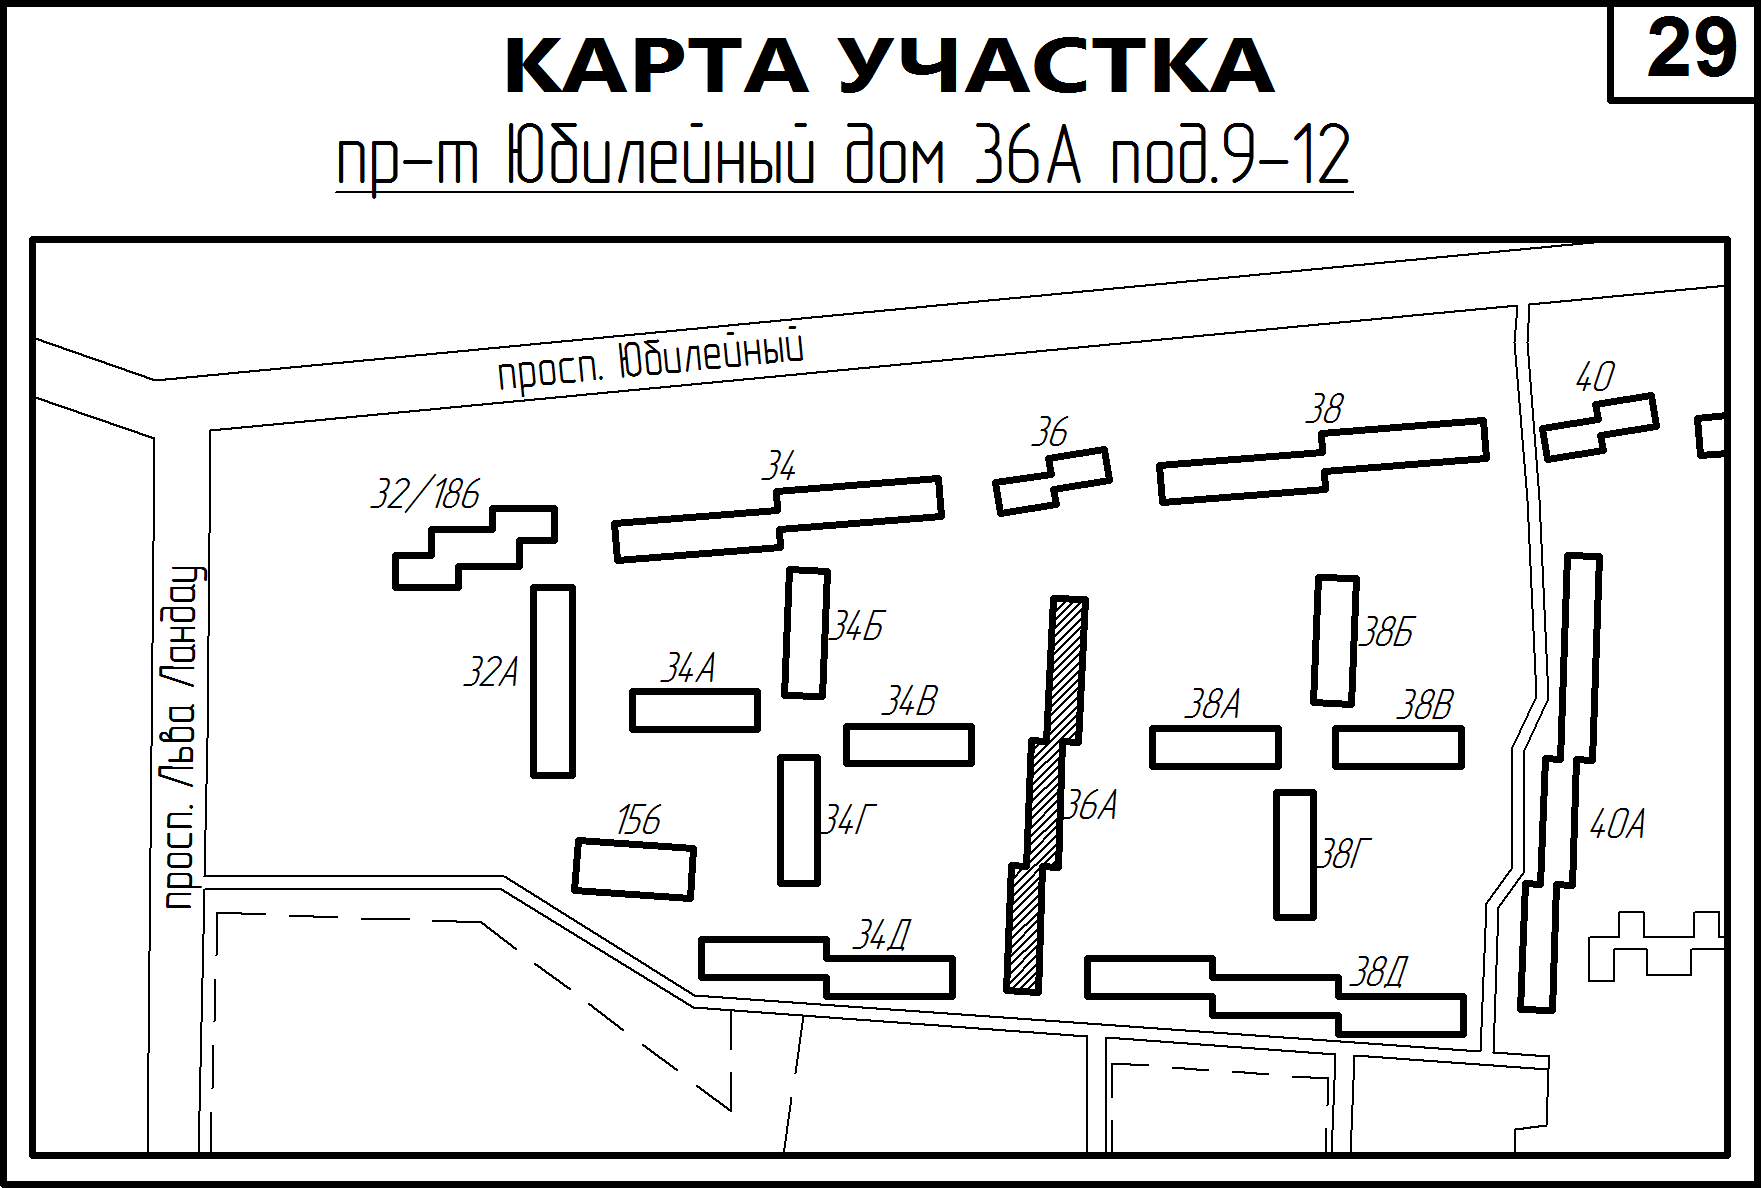 29
КАРТА УЧАСТКА
пр-т Юбилейный дом 36А под.9-12
просп. Юбилейный
40
38
36
34
32/186
просп. Льва Ландау
34Б
38Б
32А
34А
34В
38А
38В
156
34Г
36А
38Г
40А
34Д
38Д